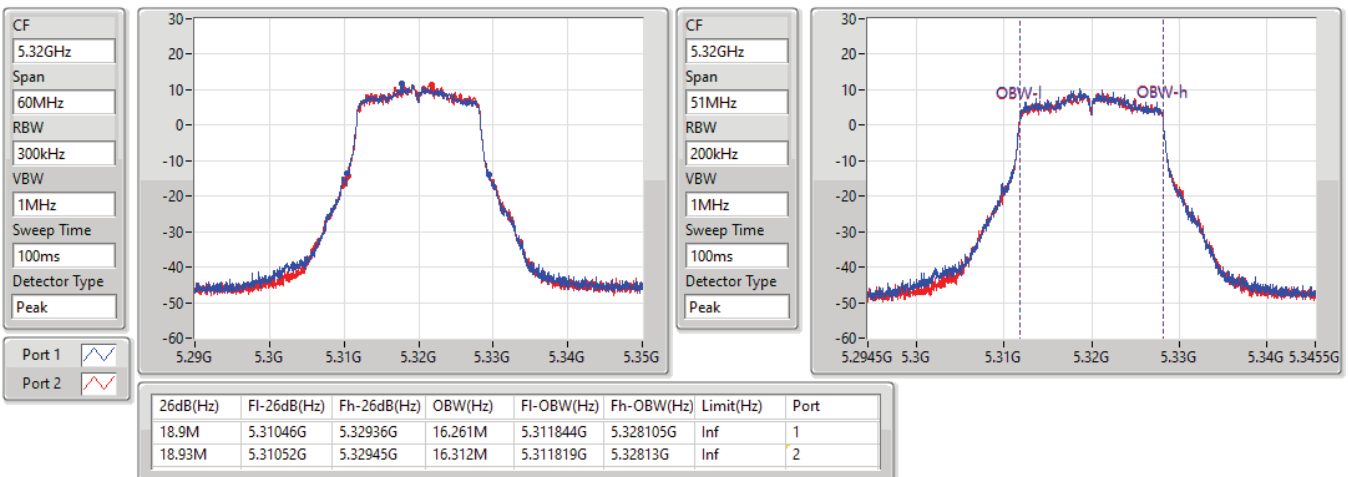 CF
5.32GHz
Span
60MHz
RBW
300kHz
VBW
1MHz
Sweep Time
100ms
Detector Type
Peak
Port 1
Port 2
30
20
10
0
-10
-20
-30
-40
-50
-60
5.29G 5.3G 5.31G 5.32G 5.33G 5.34G 5.35G
CF
5.32GHz
Span
51MHz
RBW
200kHz
VBW
1MHz
Sweep Time
100ms
Detector Type
Peak
30
20
10
0
-10
-20
-30
-40
-50
-60
OBW-l OBW-h
5.2945G 5.3G 5.31G 5.32G 5.33G 5.34G 5.3455G
26dB(Hz) Fl-26dB(Hz) Fh-26dB(Hz) OBW(Hz) Fl-OBW(Hz) Fh-OBW(Hz) Limit(Hz) Port
18.9M 5.31046G 5.32936G 16.261M 5.311844G 5.328105G Inf 1
18.93M 5.31052G 5.32945G 16.312M 5.311819G 5.32813G Inf 2